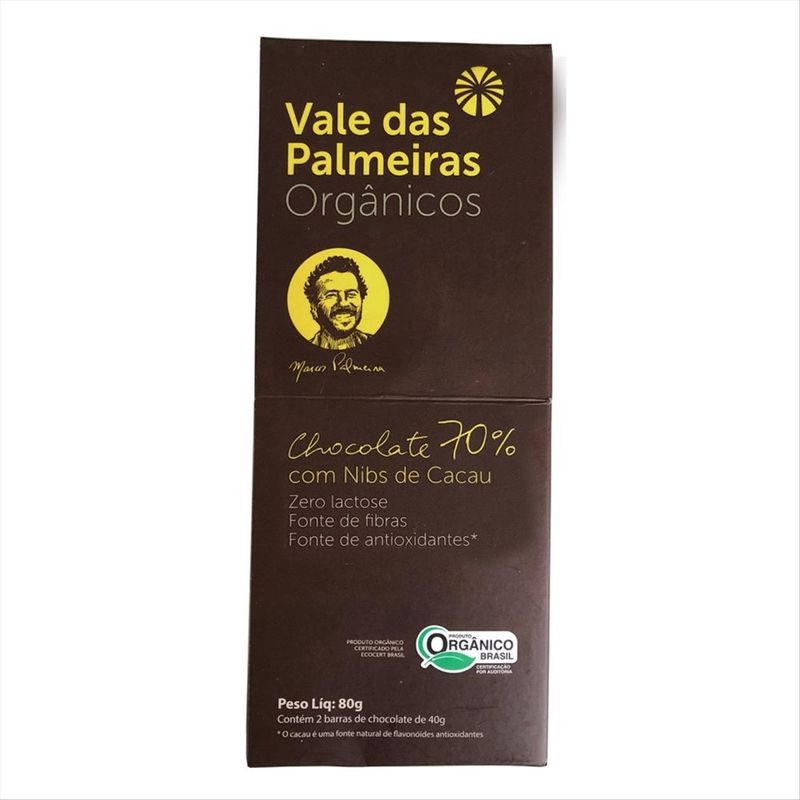 Vale das
Palmeiras
Orgânicos
Marcos Palmeira
Chocolate 70%
com Nibs de Cacau
Zero lactose
Fonte de fibras
Fonte de antioxidantes*
PRODUTO ORGÂNICO
CERTIFICADO PELA
ECOCERT BRASIL
PRODUTO
ORGÂNICO
BRASIL
CERTIFICAÇÃO
POR AUDITORIA
Peso Líq: 80g
Contém 2 barras de chocolate de 40g
* O cacau é uma fonte natural de flavonóides antioxidantes